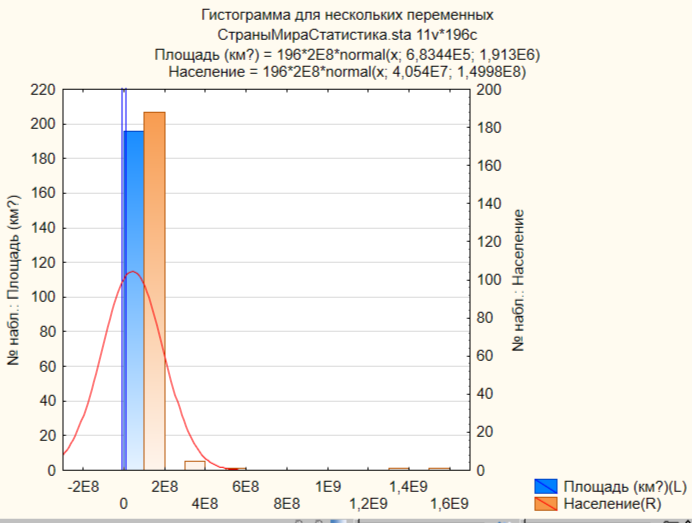 Гистограмма для нескольких переменных
СтраныМираСтатистика.sta 11v*196c
Площадь (км?) = 196*2E8*normal(x; 6,8344E5; 1,913E6)
Население = 196*2E8*normal(x; 4,054E7; 1,4998E8)
220
200
180
160
140
120
100
80
60
40
20
0
№ набл.: Площадь (км?)
200
180
160
140
120
100
80
60
40
20
0
№ набл.: Население
-2E8 2E8 6E8 1E9 1,4E9
0 4E8 8E8 1,2E9 1,6E9
Площадь (км?)(L)
Население(R)